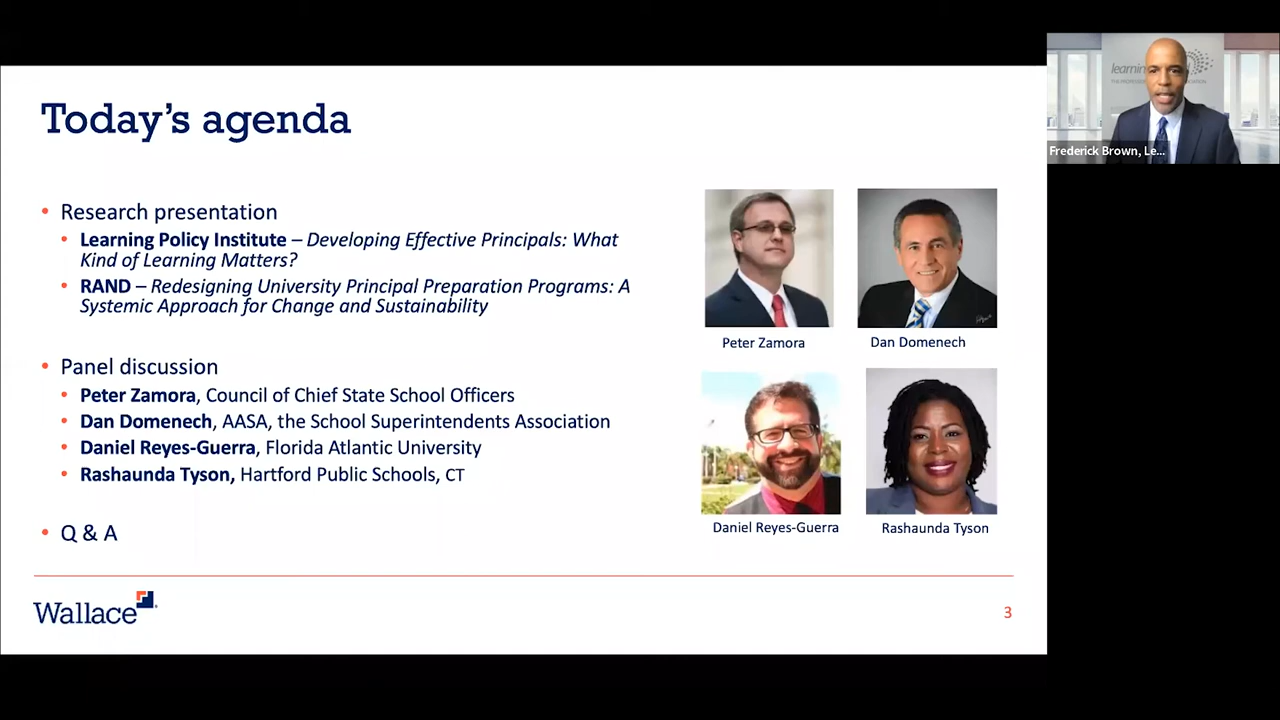 Today's agenda
• Research presentation
• Learning Policy Institute – Developing Effective Principals: What
Kind of Learning Matters?
• RAND – Redesigning University Principal Preparation Programs: A
Systemic Approach for Change and Sustainability
• Panel discussion
• Peter Zamora, Council of Chief State School Officers
• Dan Domenech, AASA, the School Superintendents Association
• Daniel Reyes-Guerra, Florida Atlantic University
• Rashaunda Tyson, Hartford Public Schools, CT
• Q & A
Peter Zamora
Dan Domenech
Daniel Reyes-Guerra
Rashaunda Tyson
Wallace
3
learnin
Frederick Brown, Le...